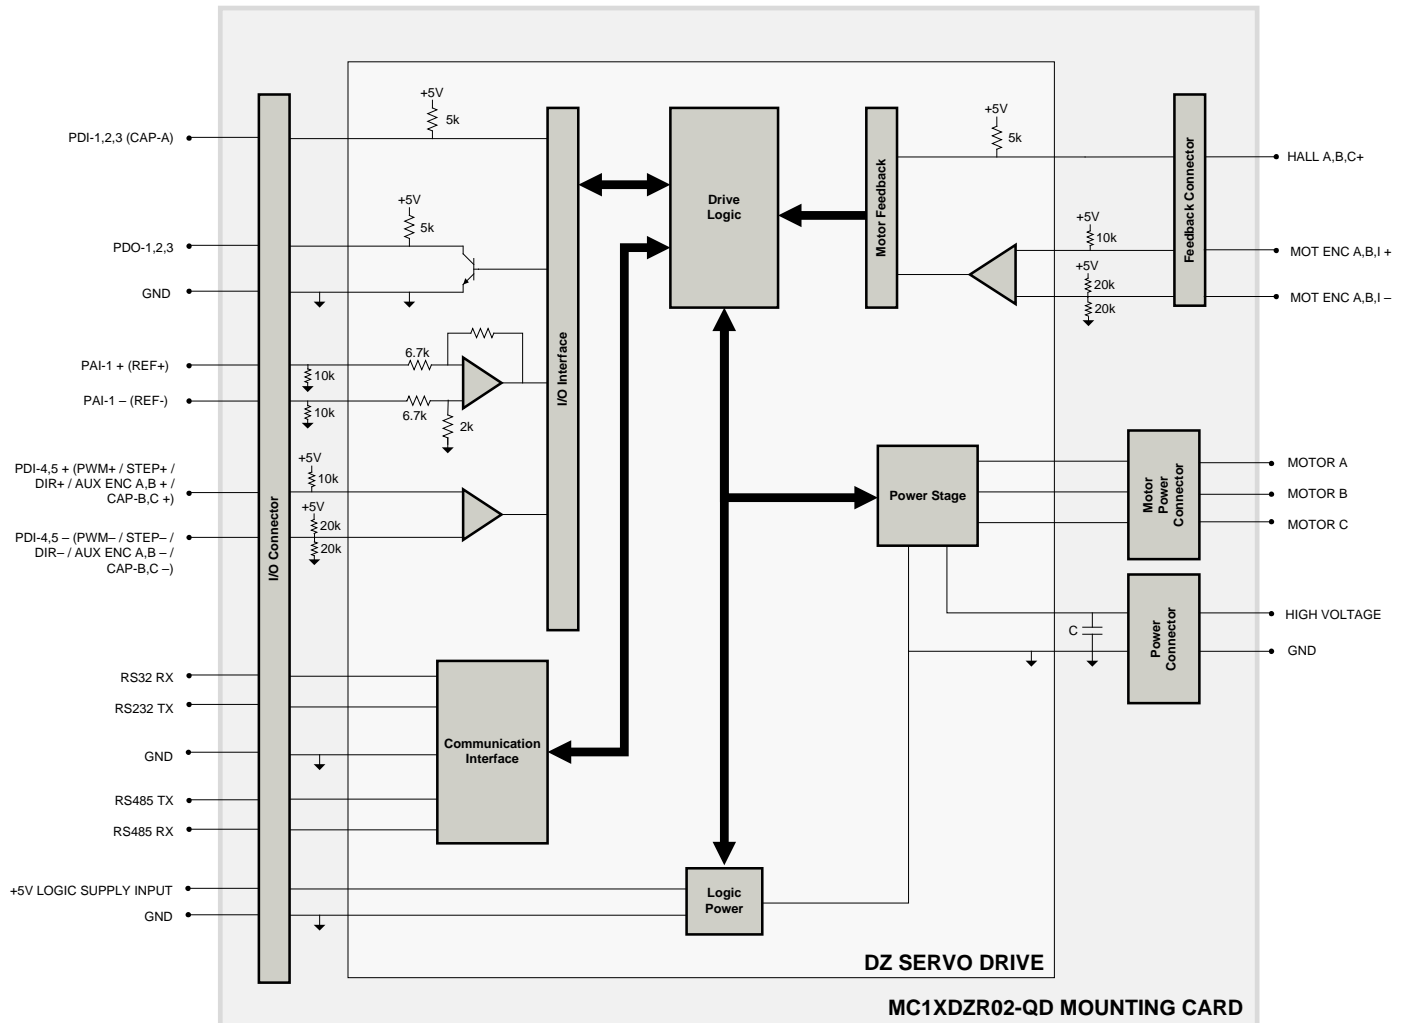 PDI-1,2,3 (CAP-A)
PDO-1,2,3
GND
PAI-1 + (REF+)
PAI-1 – (REF-)
PDI-4,5 + (PWM+ / STEP+ /
DIR+ / AUX ENC A,B + /
CAP-B,C +)
PDI-4,5 – (PWM– / STEP– /
DIR– / AUX ENC A,B – /
CAP-B,C –)
RS32 RX
RS232 TX
GND
RS485 TX
RS485 RX
+5V LOGIC SUPPLY INPUT
GND
I/O Connector
+5V
5k
+5V
5k
6.7k
10k
10k
6.7k
2k
+5V
10k
+5V
20k
20k
I/O Interface
Communication
Interface
Drive
Logic
Logic
Power
Motor Feedback
+5V
5k
+5V
10k
+5V
20k
20k
Feedback Connector
HALL A,B,C+
MOT ENC A,B,I +
MOT ENC A,B,I –
Power Stage
Motor
Power
Connector
MOTOR A
MOTOR B
MOTOR C
C
Power
Connector
HIGH VOLTAGE
GND
DZ SERVO DRIVE
MC1XDZR02-QD MOUNTING CARD